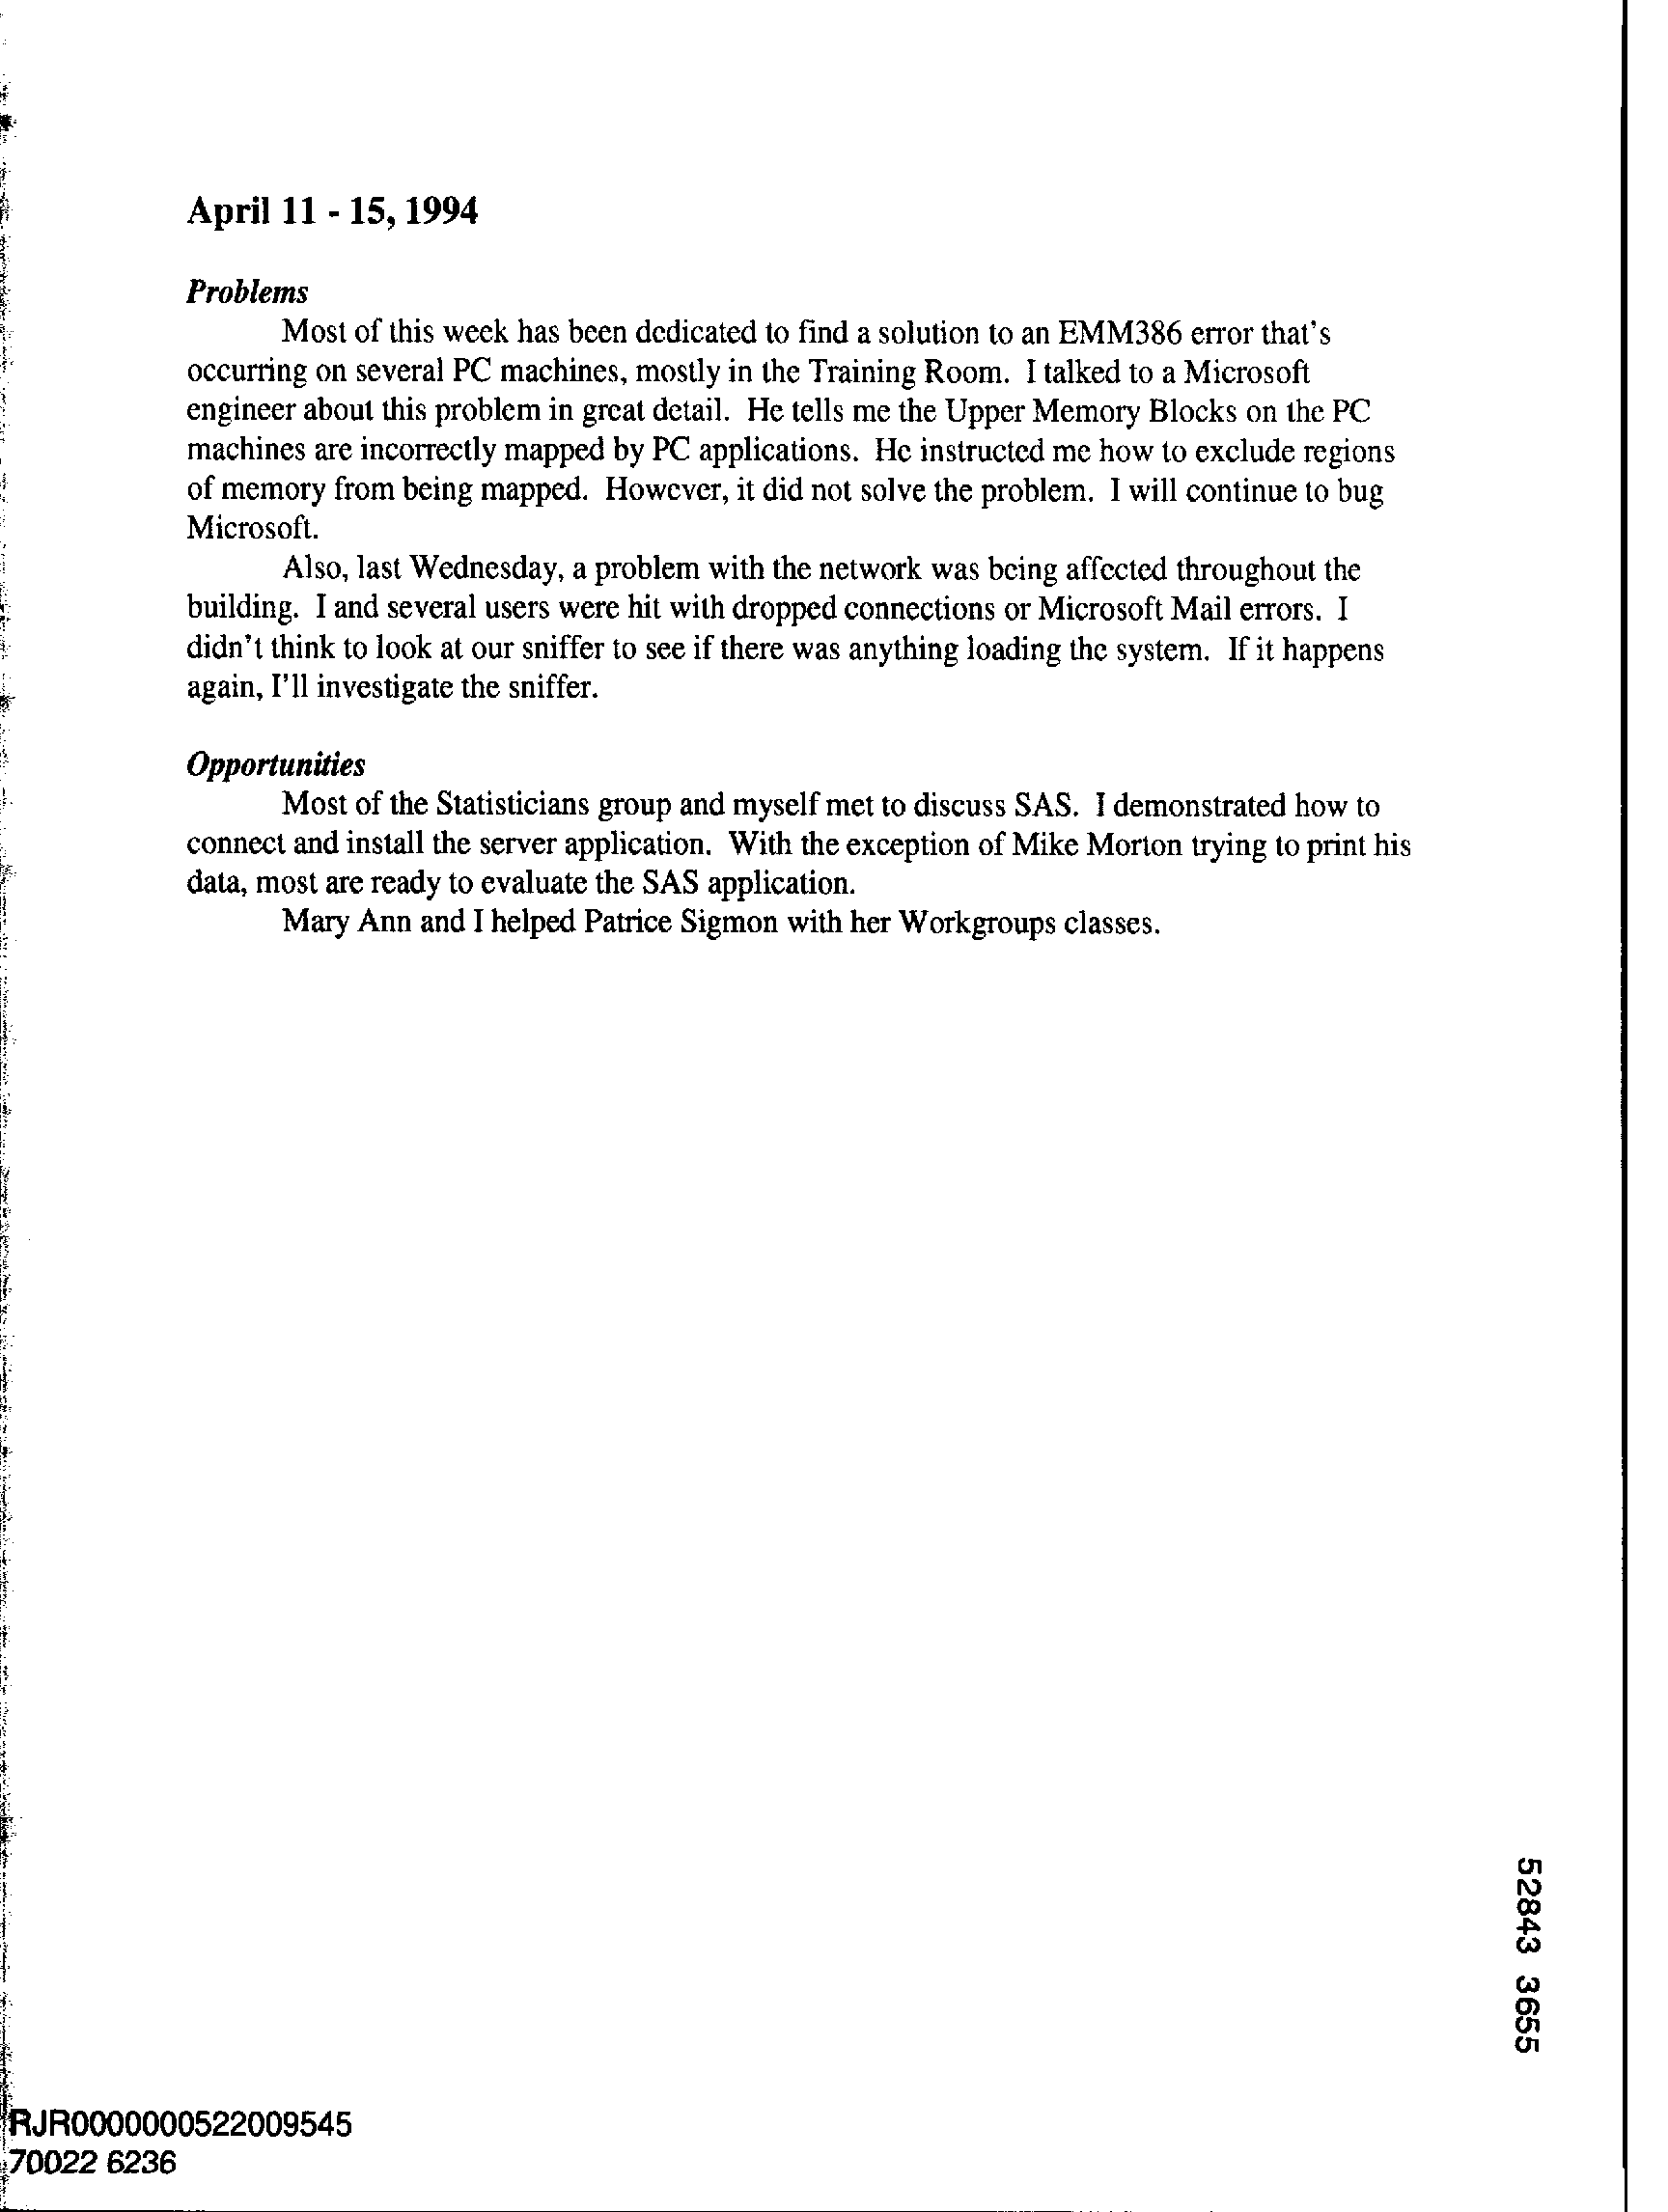 April 11 - 15, 1994
Problems
Most of this week has been dedicated to find a solution to an EMM386 error that's
occurring on several PC machines, mostly in the Training Room. I talked to a Microsoft
engineer about this problem in great detail. He tells me the Upper Memory Blocks on the PC
machines are incorrectly mapped by PC applications. He instructed me how to exclude regions
of memory from being mapped. However, it did not solve the problem. I will continue to bug
Microsoft.
Also, last Wednesday, a problem with the network was being affected throughout the
building. I and several users were hit with dropped connections or Microsoft Mail errors. I
didn't think to look at our sniffer to see if there was anything loading the system. If it happens
again, I'll investigate the sniffer.
Opportunities
Most of the Statisticians group and myself met to discuss SAS. I demonstrated how to
connect and install the server application. With the exception of Mike Morton trying to print his
data, most are ready to evaluate the SAS application.
Mary Ann and I helped Patrice Sigmon with her Workgroups classes.
52843 3655
RJR0000000522009545
70022 6236